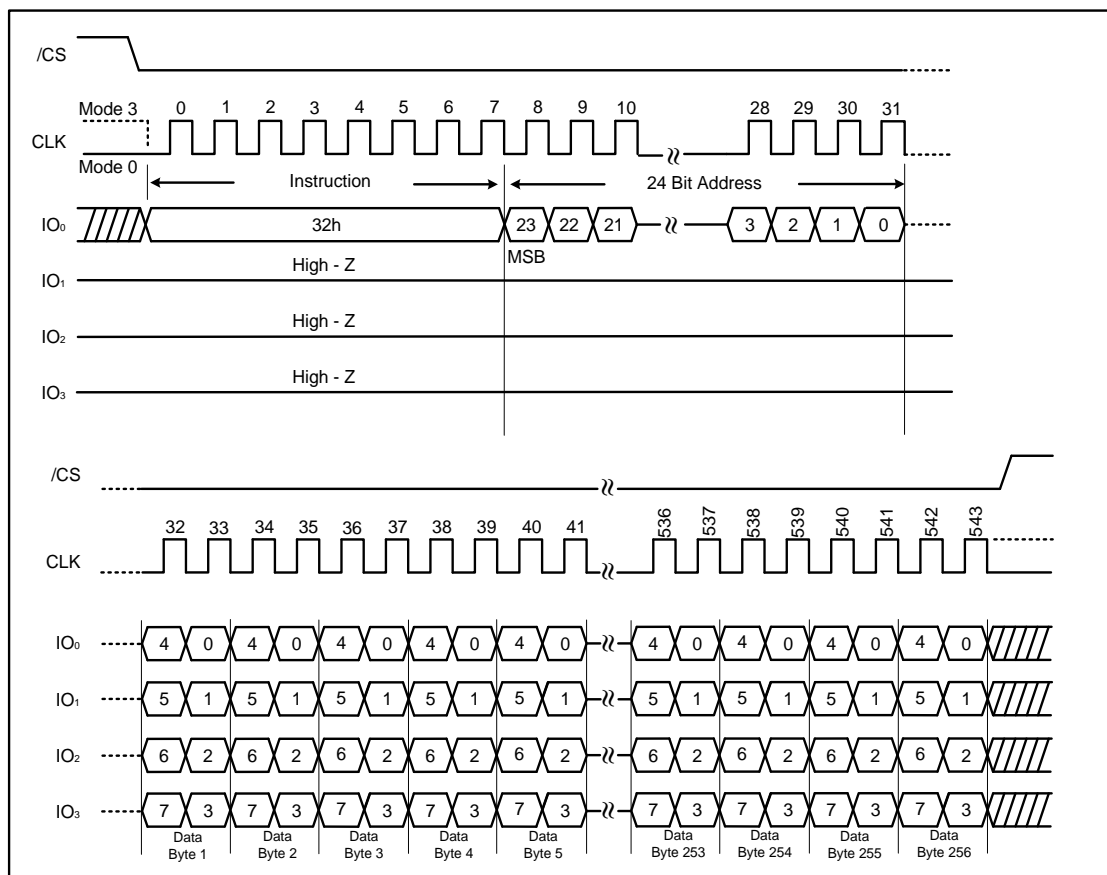 /CS
Mode 3 0 1 2 3 4 5 6 7 8 9 10 28 29 30 31
CLK
Mode 0
Instruction 24 Bit Address
IO₀ 32h 23 22 21 3 2 1 0
High - Z MSB
IO₁
High - Z
IO₂
High - Z
IO₃
/CS
32 33 34 35 36 37 38 39 40 41 536 537 538 539 540 541 542 543
CLK
IO₀ 4 0 4 0 4 0 4 0 4 0 4 0 4 0 4 0 4 0
IO₁ 5 1 5 1 5 1 5 1 5 1 5 1 5 1 5 1 5 1
IO₂ 6 2 6 2 6 2 6 2 6 2 6 2 6 2 6 2 6 2
IO₃ 7 3 7 3 7 3 7 3 7 3 7 3 7 3 7 3 7 3
Data Data Data Data Data Data Data Data Data
Byte 1 Byte 2 Byte 3 Byte 4 Byte 5 Byte 253 Byte 254 Byte 255 Byte 256